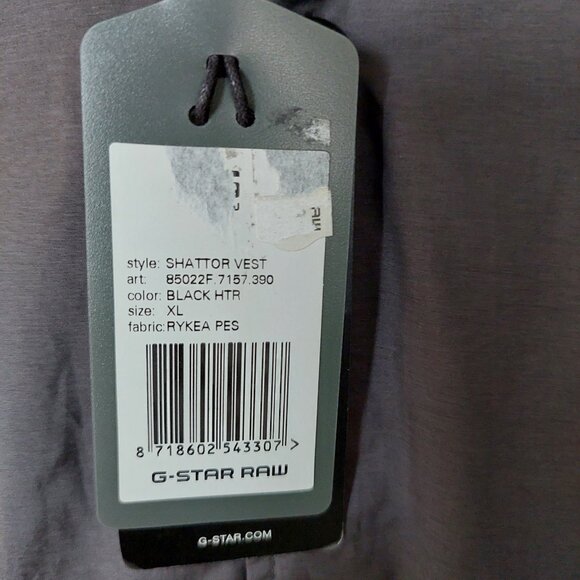 style: SHATTOR VEST
art: 85022F.7157.390
color: BLACK HTR
size: XL
fabric: RYKEA PES
8 718602 543307 >
G-STAR RAW
G-STAR.COM